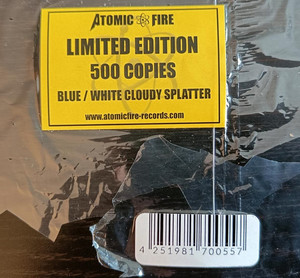 ATOMIC FIRE
LIMITED EDITION
500 COPIES
BLUE / WHITE CLOUDY SPLATTER
www.atomicfire-records.com
4 251981 700557